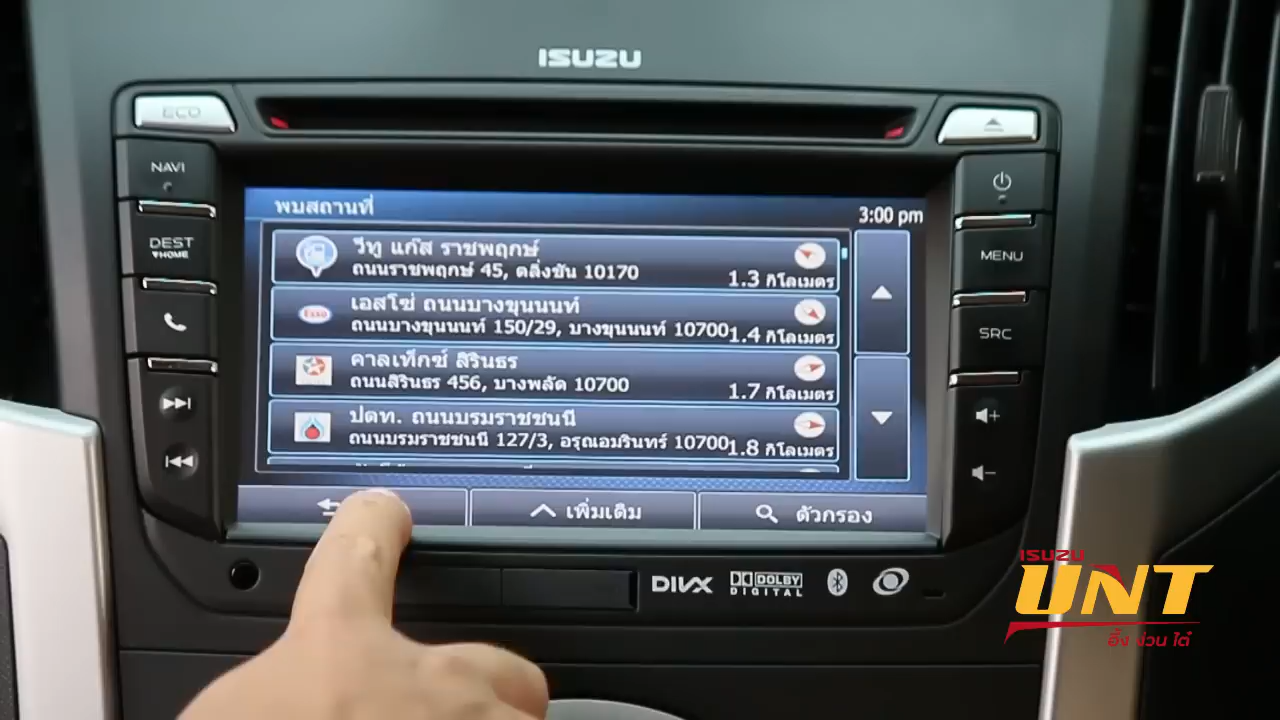 ISUZU
ECO
NAVI
DEST
▼HOME
MENU
SRC
พบสถานที่
3:00 pm
วีทู แก๊ส ราชพฤกษ์
ถนนราชพฤกษ์ 45, ตลิ่งชัน 10170
1.3 กิโลเมตร
เอสโซ่ ถนนบางขุนนนท์
Esso
ถนนบางขุนนนท์ 150/29, บางขุนนนท์ 10700
1.4 กิโลเมตร
คาลเท็กซ์ สิรินธร
ถนนสิรินธร 456, บางพลัด 10700
1.7 กิโลเมตร
ปตท. ถนนบรมราชชนนี
ถนนบรมราชชนนี 127/3, อรุณอมรินทร์ 10700
1.8 กิโลเมตร
เพิ่มเติม
ตัวกรอง
DIVX
DOLBY
DIGITAL
ISUZU
UNT
อึ้ง ง่วน ไต๋